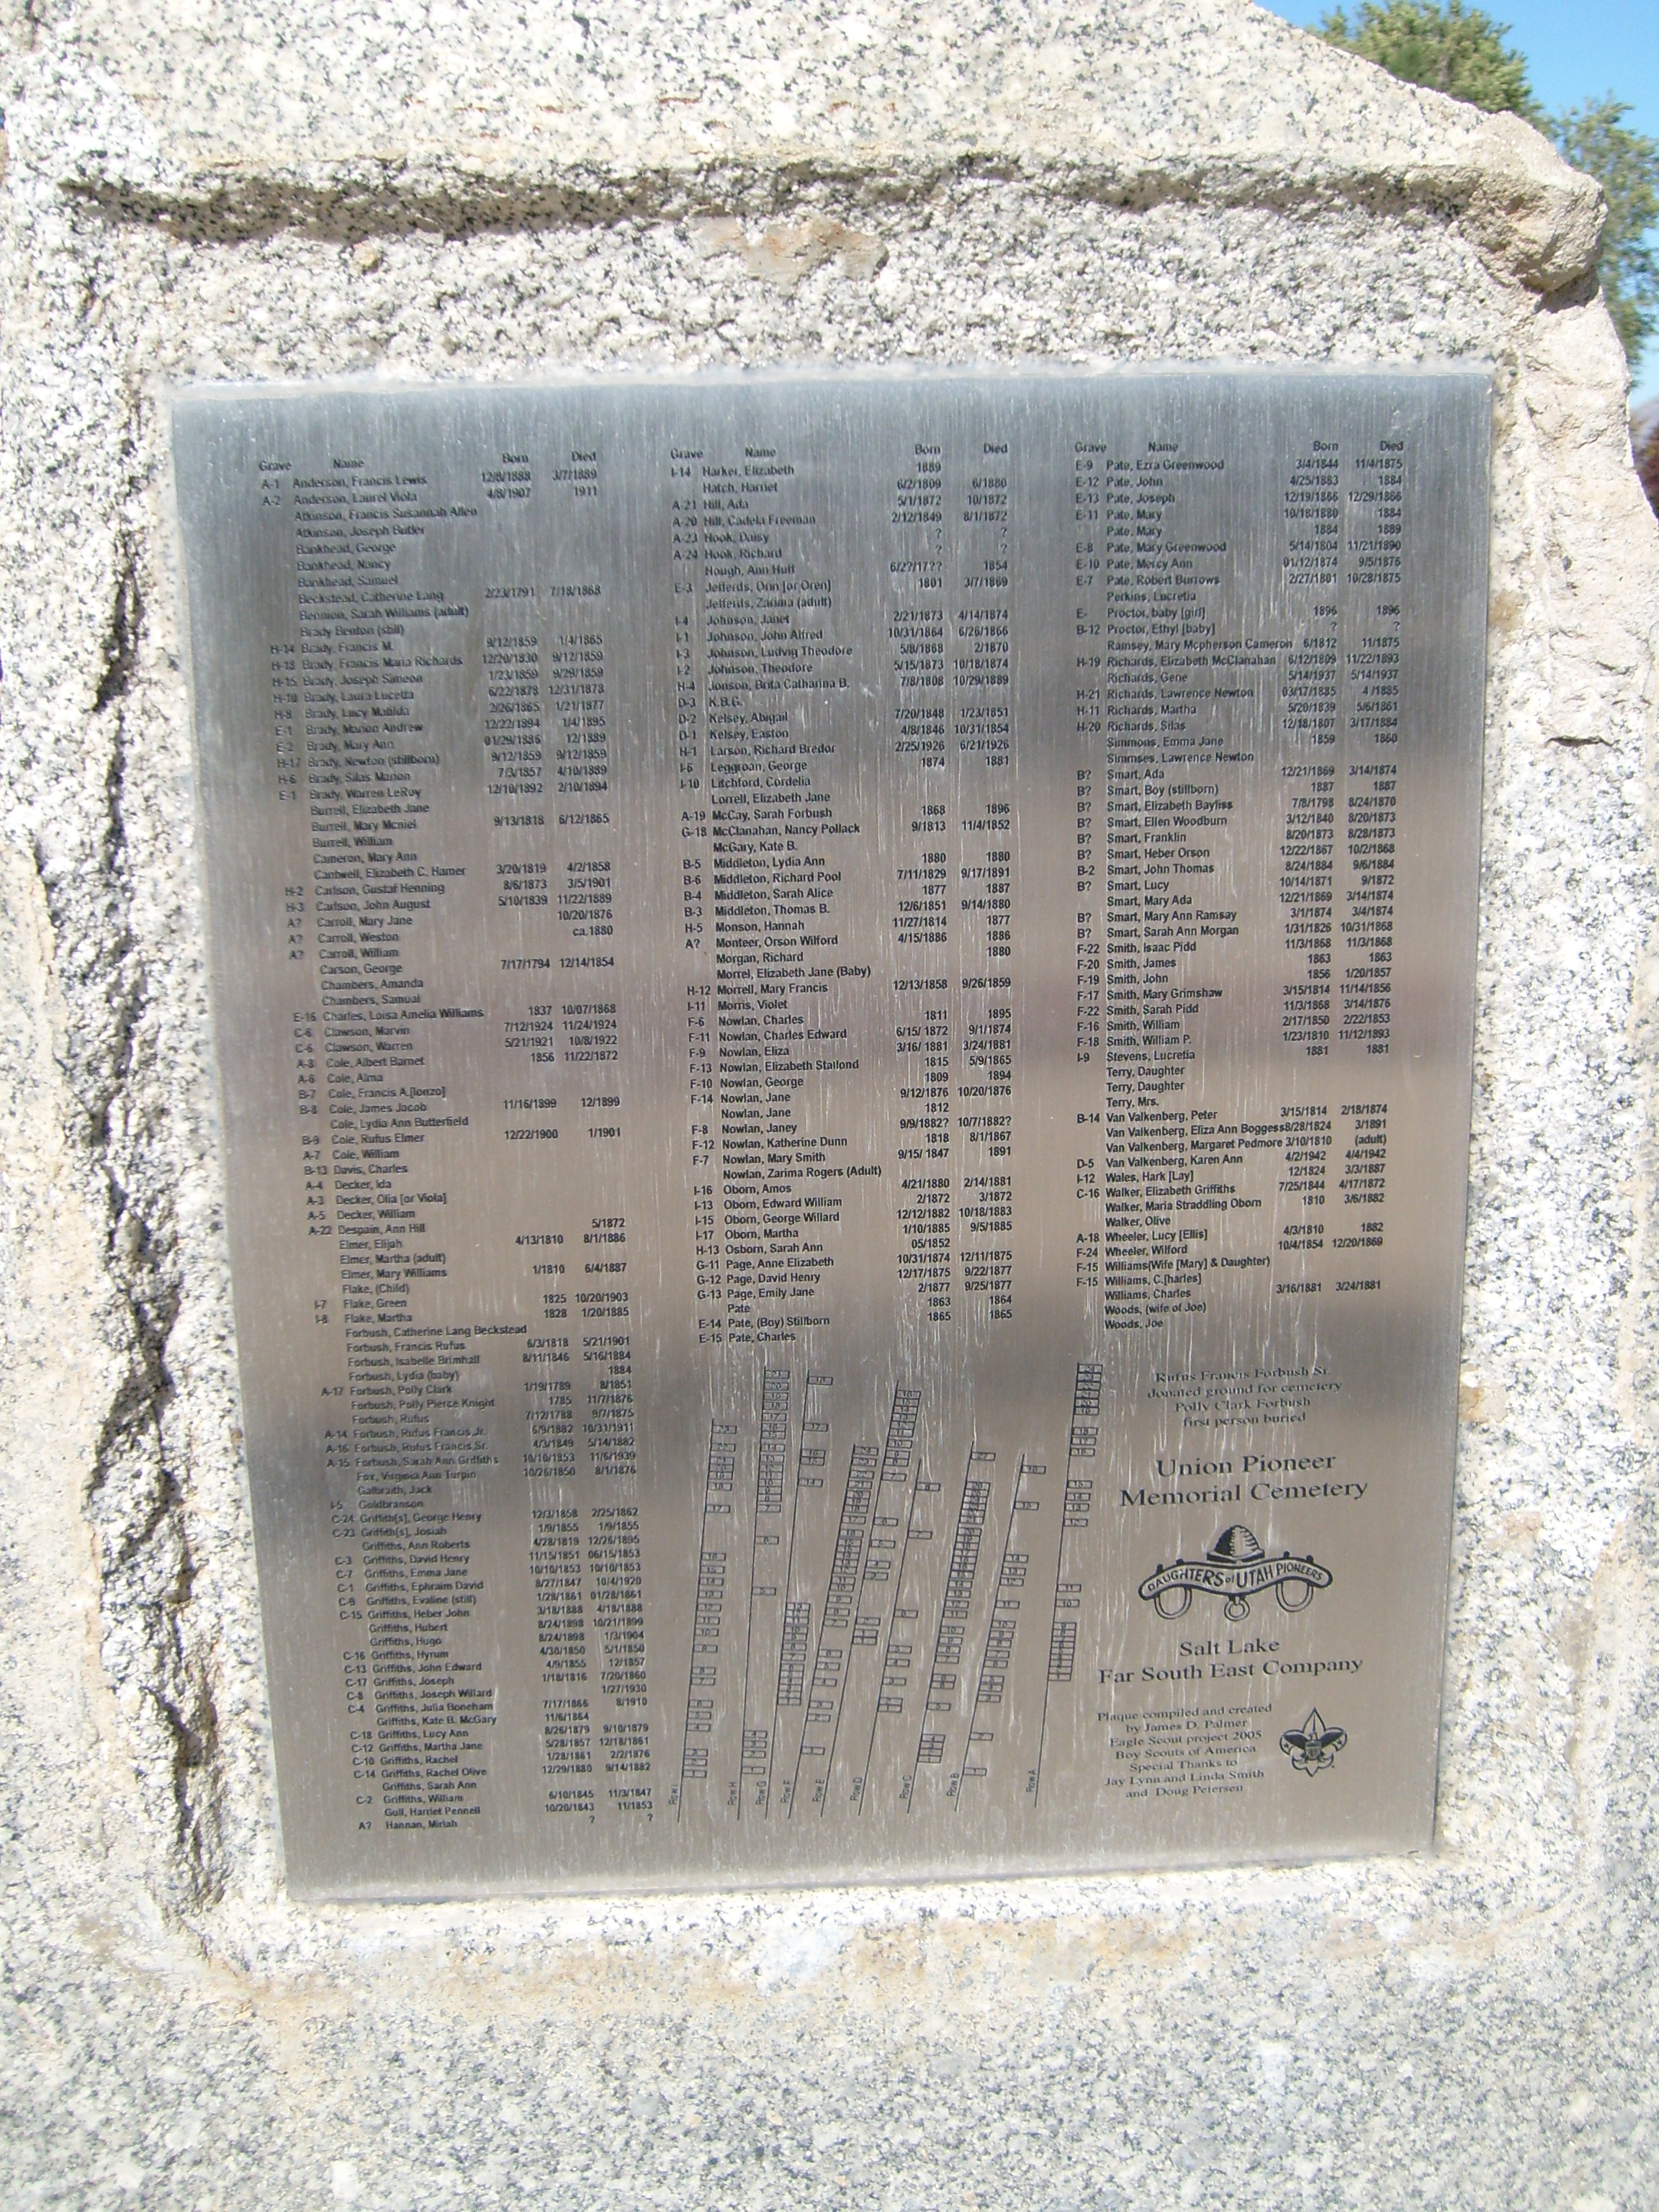 Grave Name Born Died
A-1 Anderson, Francis Lewis 12/8/1888 3/7/1889
A-2 Anderson, Laurel Viola 4/8/1907 1911
Atkinson, Francis Susannah Allen
Atkinson, Joseph Butler
Bankhead, George
Bankhead, Nancy
Bankhead, Samuel
Beckstead, Catherine Lang 2/23/1791 7/18/1868
Bennion, Sarah Williams (adult)
Brady Benton (still)
H-14 Brady, Francis M. 9/12/1859 1/4/1865
H-18 Brady, Francis Maria Richards 12/20/1830 9/12/1859
H-15 Brady, Joseph Simeon 1/23/1859 9/29/1859
H-10 Brady, Laura Lucetta 6/22/1878 12/31/1878
H-8 Brady, Lucy Matilda 2/26/1865 1/21/1877
E-1 Brady, Marion Andrew 12/22/1894 1/4/1895
E-2 Brady, Mary Ann 01/29/1886 12/1889
H-17 Brady, Newton (stillborn) 9/12/1859 9/12/1859
H-6 Brady, Silas Marion 7/3/1857 4/10/1889
E-1 Brady, Warren LeRoy 12/10/1892 2/10/1894
Burrell, Elizabeth Jane
Burrell, Mary Mcniel 9/13/1818 6/12/1865
Burrell, William
Cameron, Mary Ann
Cantwell, Elizabeth C. Hamer 3/20/1819 4/2/1858
H-2 Carlson, Gustaf Henning 8/6/1873 3/5/1901
H-3 Carlson, John August 5/10/1839 11/22/1889
A? Carroll, Mary Jane 10/20/1876
A? Carroll, Weston ca.1880
A? Carroll, William
Carson, George 7/17/1794 12/14/1854
Chambers, Amanda
Chambers, Samual
E-16 Charles, Loisa Amelia Williams 1837 10/07/1868
C-6 Clawson, Marvin 7/12/1924 11/24/1924
C-6 Clawson, Warren 5/21/1921 10/8/1922
A-8 Cole, Albert Barnet 1856 11/22/1872
A-6 Cole, Alma
B-7 Cole, Francis A.[lonzo]
B-8 Cole, James Jacob 11/16/1899 12/1899
Cole, Lydia Ann Butterfield
B-9 Cole, Rufus Elmer 12/22/1900 1/1901
A-7 Cole, William
B-13 Davis, Charles
A-4 Decker, Ida
A-3 Decker, Olia [or Viola]
A-5 Decker, William
A-22 Despain, Ann Hill 5/1872
Elmer, Elijah 4/13/1810 8/1/1886
Elmer, Martha (adult)
Elmer, Mary Williams 1/1810 6/4/1887
Flake, (Child)
I-7 Flake, Green 1825 10/20/1903
I-8 Flake, Martha 1828 1/20/1885
Forbush, Catherine Lang Beckstead
Forbush, Francis Rufus 6/3/1818 5/21/1901
Forbush, Isabelle Brimhall 8/11/1846 5/16/1884
Forbush, Lydia (baby) 1884
A-17 Forbush, Polly Clark 1/19/1789 8/1851
Forbush, Polly Pierce Knight 1785 11/7/1876
Forbush, Rufus 7/12/1788 9/7/1875
A-14 Forbush, Rufus Francis, Jr. 6/9/1882 10/31/1911
A-16 Forbush, Rufus Francis, Sr. 4/3/1849 5/14/1882
A-15 Forbush, Sarah Ann Griffiths 10/10/1853 11/6/1939
Fox, Virginia Ann Turpin 10/26/1850 8/1/1876
Galbraith, Jack
I-5 Goldbranson
C-24 Griffith[s], George Henry 12/3/1858 2/25/1862
C-23 Griffith[s], Josiah 1/9/1855 1/9/1855
Griffiths, Ann Roberts 4/28/1819 12/26/1895
C-3 Griffiths, David Henry 11/15/1851 06/15/1853
C-7 Griffiths, Emma Jane 10/10/1853 10/10/1853
C-1 Griffiths, Ephraim David 8/27/1847 10/4/1920
C-9 Griffiths, Evaline (still) 1/28/1861 01/28/1861
C-15 Griffiths, Heber John 3/18/1888 4/18/1888
Griffiths, Hubert 8/24/1898 10/21/1899
Griffiths, Hugo 8/24/1898 1/3/1904
C-16 Griffiths, Hyrum 4/30/1850 5/1/1850
C-13 Griffiths, John Edward 4/9/1855 12/1857
C-17 Griffiths, Joseph 1/18/1816 7/20/1860
C-8 Griffiths, Joseph Willard 1/27/1930
C-4 Griffiths, Julia Boneham 7/17/1866 8/1910
Griffiths, Kate B. McGary 11/6/1864
C-18 Griffiths, Lucy Ann 8/26/1879 9/10/1879
C-12 Griffiths, Martha Jane 5/28/1857 12/18/1861
C-10 Griffiths, Rachel 1/28/1861 2/2/1876
C-14 Griffiths, Rachel Olive 12/29/1880 9/14/1882
Griffiths, Sarah Ann
C-2 Griffiths, William 6/10/1845 11/3/1847
Gull, Harriet Pennell 10/20/1843 11/1853
A? Hannan, Miriah ? ?
Grave Name Born Died
I-14 Harker, Elizabeth 1889
Hatch, Harriet 6/2/1809 6/1880
A-21 Hill, Ada 5/1/1872 10/1872
A-20 Hill, Cadela Freeman 2/12/1849 8/1/1872
A-23 Hook, Daisy ? ?
A-24 Hook, Richard ? ?
Hough, Ann Huff 6/2?/17?? 1854
E-3 Jefferds, Orin [or Oren] 1801 3/7/1869
Jefferds, Zarima (adult)
I-4 Johnson, Janet 2/21/1873 4/14/1874
I-1 Johnson, John Alfred 10/31/1864 6/26/1866
I-3 Johnson, Ludvig Theodore 5/8/1868 2/1870
I-2 Johnson, Theodore 5/15/1873 10/18/1874
H-4 Jonson, Brita Catharina B. 7/8/1808 10/29/1889
D-3 K.B.G.
D-2 Kelsey, Abigail 7/20/1848 1/23/1851
D-1 Kelsey, Easton 4/8/1846 10/31/1854
H-1 Larson, Richard Bredor 2/25/1926 6/21/1926
I-6 Leggroan, George 1874 1881
I-10 Litchford, Cordelia
Lorrell, Elizabeth Jane
A-19 McCay, Sarah Forbush 1868 1896
G-18 McClanahan, Nancy Pollack 9/1813 11/4/1852
McGary, Kate B.
B-5 Middleton, Lydia Ann 1880 1880
B-6 Middleton, Richard Pool 7/11/1829 9/17/1891
B-4 Middleton, Sarah Alice 1877 1887
B-3 Middleton, Thomas B. 12/6/1851 9/14/1880
H-5 Monson, Hannah 11/27/1814 1877
A? Monteer, Orson Wilford 4/15/1886 1886
Morgan, Richard 1880
Morrel, Elizabeth Jane (Baby)
H-12 Morrell, Mary Francis 12/13/1858 9/26/1859
I-11 Morris, Violet
F-6 Nowlan, Charles 1811 1895
F-11 Nowlan, Charles Edward 6/15/ 1872 9/1/1874
F-9 Nowlan, Eliza 3/16/ 1881 3/24/1881
F-13 Nowlan, Elizabeth Stallond 1815 5/9/1865
F-10 Nowlan, George 1809 1894
F-14 Nowlan, Jane 9/12/1876 10/20/1876
Nowlan, Jane 1812
F-8 Nowlan, Janey 9/9/1882? 10/7/1882?
F-12 Nowlan, Katherine Dunn 1818 8/1/1867
F-7 Nowlan, Mary Smith 9/15/ 1847 1891
Nowlan, Zarima Rogers (Adult)
I-16 Oborn, Amos 4/21/1880 2/14/1881
I-13 Oborn, Edward William 2/1872 3/1872
I-15 Oborn, George Willard 12/12/1882 10/18/1883
I-17 Oborn, Martha 1/10/1885 9/5/1885
H-13 Osborn, Sarah Ann 05/1852
G-11 Page, Anne Elizabeth 10/31/1874 12/11/1875
G-12 Page, David Henry 12/17/1875 9/22/1877
G-13 Page, Emily Jane 2/1877 9/25/1877
Pate 1863 1864
E-14 Pate, (Boy) Stillborn 1865 1865
E-15 Pate, Charles
Grave Name Born Died
E-9 Pate, Ezra Greenwood 3/4/1844 11/4/1875
E-12 Pate, John 4/25/1883 1884
E-13 Pate, Joseph 12/19/1866 12/29/1866
E-11 Pate, Mary 10/18/1880 1884
Pate, Mary 1884 1889
E-8 Pate, Mary Greenwood 5/14/1804 11/21/1890
E-10 Pate, Mercy Ann 01/12/1874 9/5/1876
E-7 Pate, Robert Burrows 2/27/1801 10/28/1875
Perkins, Lucretia
E- Proctor, baby [girl] 1896 1896
B-12 Proctor, Ethyl [baby] ? ?
Ramsey, Mary Mcpherson Cameron 6/1812 11/1875
H-19 Richards, Elizabeth McClanahan 6/12/1809 11/22/1893
Richards, Gene 5/14/1937 5/14/1937
H-21 Richards, Lawrence Newton 03/17/1885 4 /1885
H-11 Richards, Martha 5/20/1839 5/6/1861
H-20 Richards, Silas 12/18/1807 3/17/1884
Simmons, Emma Jane 1859 1860
Simmses, Lawrence Newton
B? Smart, Ada 12/21/1869 3/14/1874
B? Smart, Boy (stillborn) 1887 1887
B? Smart, Elizabeth Bayliss 7/8/1798 8/24/1870
B? Smart, Ellen Woodburn 3/12/1840 8/20/1873
B? Smart, Franklin 8/20/1873 8/28/1873
B? Smart, Heber Orson 12/22/1867 10/2/1868
B-2 Smart, John Thomas 8/24/1884 9/6/1884
B? Smart, Lucy 10/14/1871 9/1872
Smart, Mary Ada 12/21/1869 3/14/1874
B? Smart, Mary Ann Ramsay 3/1/1874 3/4/1874
B? Smart, Sarah Ann Morgan 1/31/1826 10/31/1868
F-22 Smith, Isaac Pidd 11/3/1868 11/3/1868
F-20 Smith, James 1863 1863
F-19 Smith, John 1856 1/20/1857
F-17 Smith, Mary Grimshaw 3/15/1814 11/14/1856
F-22 Smith, Sarah Pidd 11/3/1868 3/14/1876
F-16 Smith, William 2/17/1850 2/22/1853
F-18 Smith, William P. 1/23/1810 11/12/1893
I-9 Stevens, Lucretia 1881 1881
Terry, Daughter
Terry, Daughter
Terry, Mrs.
B-14 Van Valkenberg, Peter 3/15/1814 2/18/1874
Van Valkenberg, Eliza Ann Boggess8/28/1824 3/1891
Van Valkenberg, Margaret Pedmore 3/10/1810 (adult)
D-5 Van Valkenberg, Karen Ann 4/2/1942 4/4/1942
I-12 Wales, Hark [Lay] 12/1824 3/3/1887
C-16 Walker, Elizabeth Griffiths 7/25/1844 4/17/1872
Walker, Maria Straddling Oborn 1810 3/6/1882
Walker, Olive
A-18 Wheeler, Lucy [Ellis] 4/3/1810 1882
F-24 Wheeler, Wilford 10/4/1854 12/20/1869
F-15 Williams(Wife [Mary] & Daughter)
F-15 Williams, C.[harles]
Williams, Charles 3/16/1881 3/24/1881
Woods, (wife of Joe)
Woods, Joe
Row I Row H Row G Row F Row E Row D Row C Row B Row A
Rufus Francis Forbush Sr.
donated ground for cemetery
Polly Clark Forbush
first person buried
Union Pioneer
Memorial Cemetery
DAUGHTERS of UTAH PIONEERS
Salt Lake
Far South East Company
Plaque compiled and created
by James D. Palmer
Eagle Scout project 2005
Boy Scouts of America
Special Thanks to
Jay Lynn and Linda Smith
and Doug Petersen